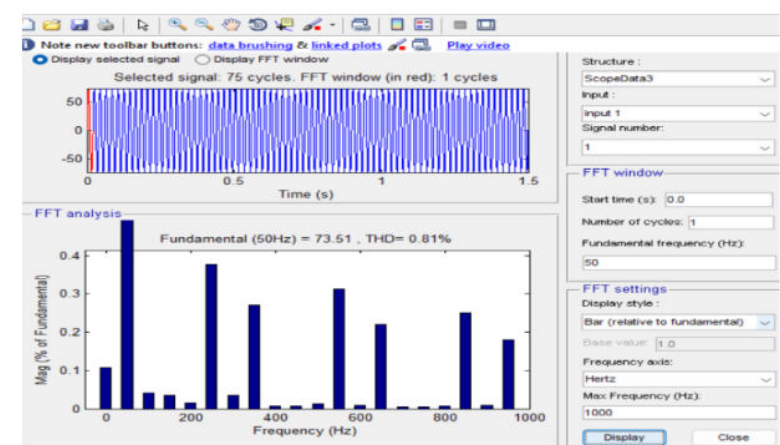 Note new toolbar buttons: data brushing & linked plots Play video
Display selected signal Display FFT window
Selected signal: 75 cycles. FFT window (in red): 1 cycles
50
0
-50
0 0.5 1 1.5
Time (s)
FFT analysis
Fundamental (50Hz) = 73.51 , THD= 0.81%
0.4
0.3
0.2
0.1
0
Mag (% of Fundamental)
0 200 400 600 800 1000
Frequency (Hz)
Structure :
ScopeData3
Input :
input 1
Signal number:
1
FFT window
Start time (s): 0.0
Number of cycles: 1
Fundamental frequency (Hz):
50
FFT settings
Display style :
Bar (relative to fundamental)
Base value: 1.0
Frequency axis:
Hertz
Max Frequency (Hz):
1000
Display Close